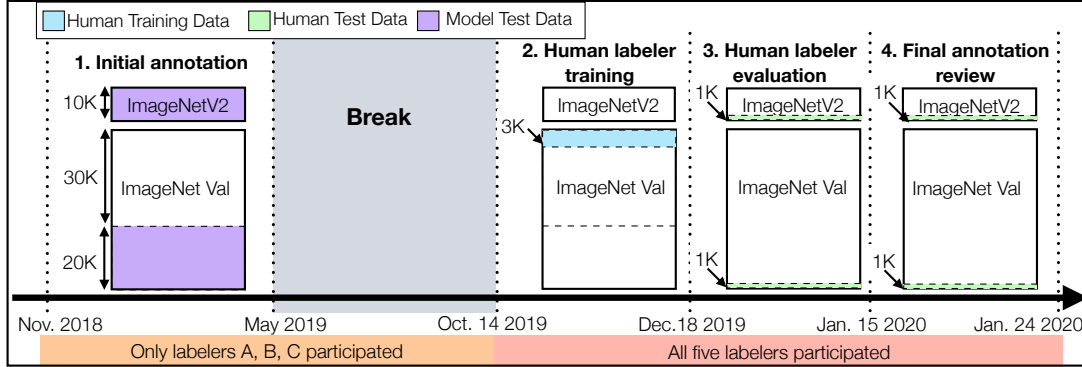 Human Training Data Human Test Data Model Test Data
1. Initial annotation
10K
ImageNetV2
30K
ImageNet Val
20K
Break
2. Human labeler
training
ImageNetV2
3K
ImageNet Val
3. Human labeler
evaluation
1K
ImageNetV2
ImageNet Val
1K
4. Final annotation
review
1K
ImageNetV2
ImageNet Val
1K
Nov. 2018 May 2019 Oct. 14 2019 Dec.18 2019 Jan. 15 2020 Jan. 24 2020
Only labelers A, B, C participated All five labelers participated